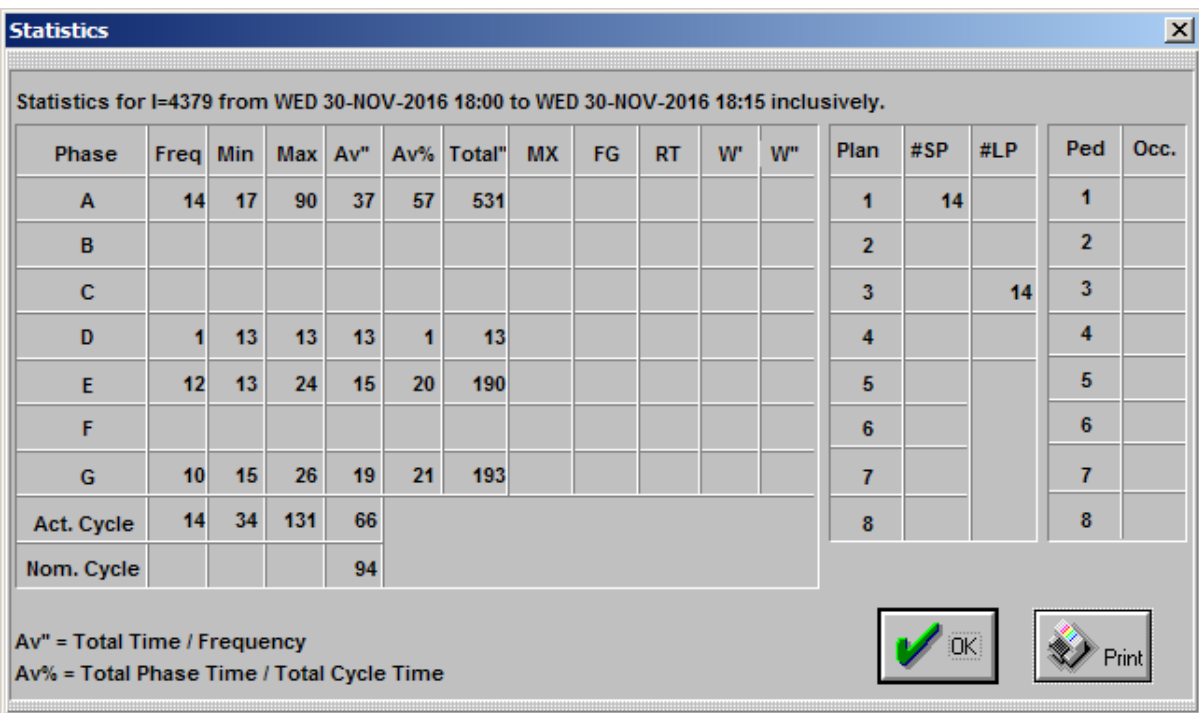 Statistics
Statistics for I=4379 from WED 30-NOV-2016 18:00 to WED 30-NOV-2016 18:15 inclusively.
Phase Freq Min Max Av" Av% Total" MX FG RT W' W" Plan #SP #LP Ped Occ.
A 14 17 90 37 57 531 1 14 1
B 2 2
C 3 14 3
D 1 13 13 13 1 13 4 4
E 12 13 24 15 20 190 5 5
F 6 6
G 10 15 26 19 21 193 7 7
Act. Cycle 14 34 131 66 8 8
Nom. Cycle 94
Av" = Total Time / Frequency
Av% = Total Phase Time / Total Cycle Time
OK Print